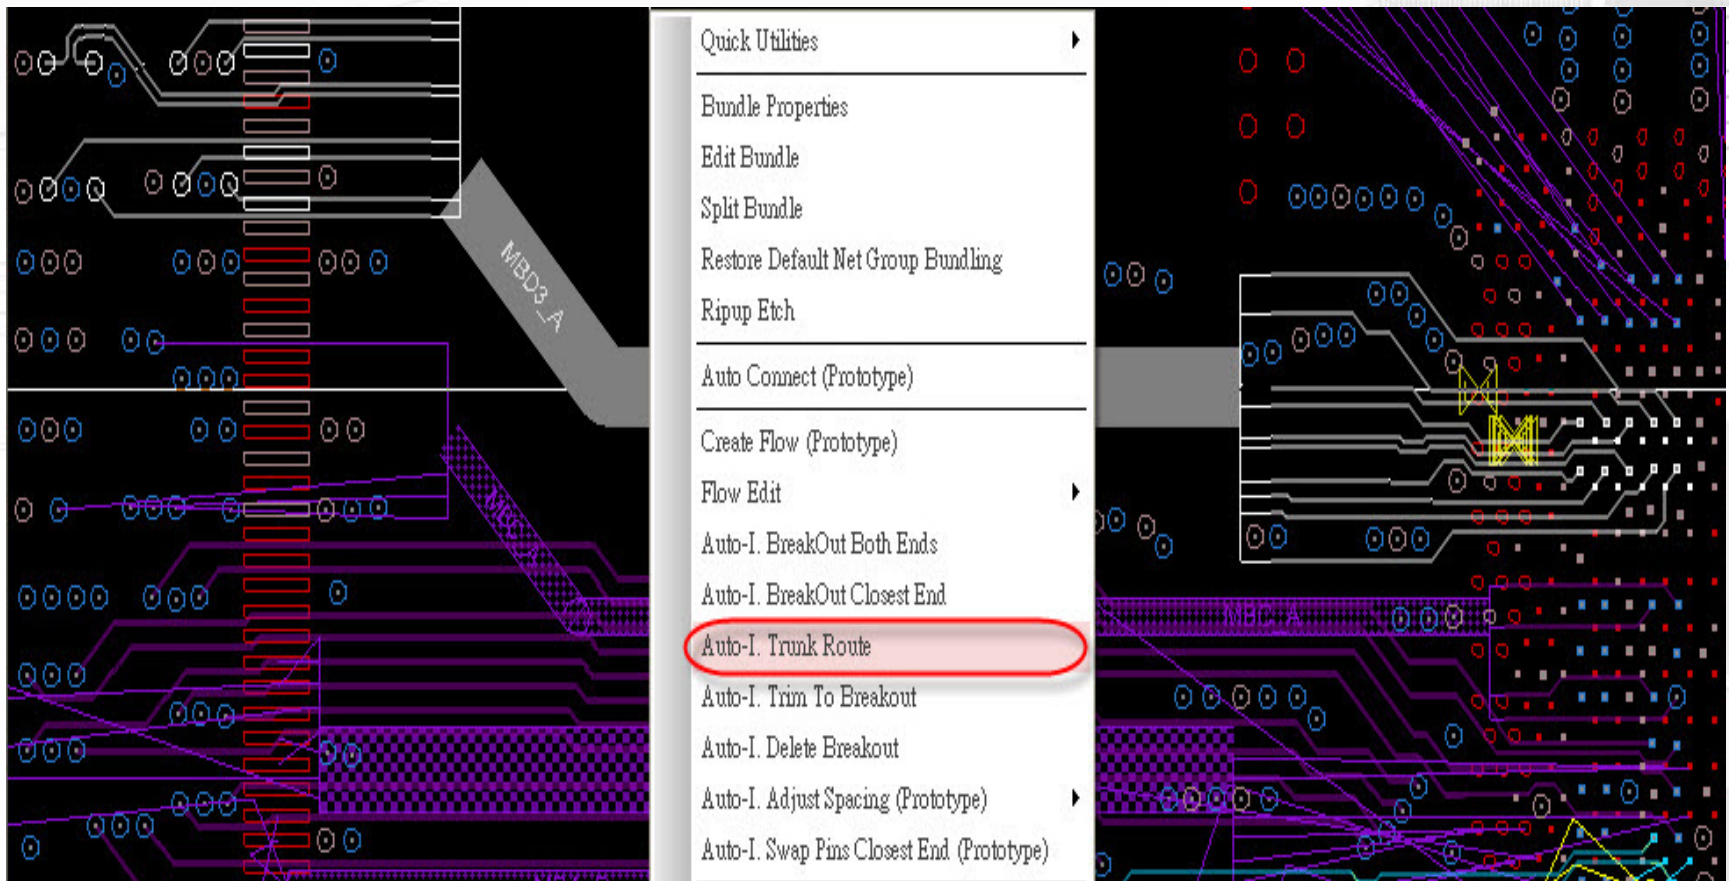 Quick Utilities
Bundle Properties
Edit Bundle
Split Bundle
Restore Default Net Group Bundling
Ripup Etch
Auto Connect (Prototype)
Create Flow (Prototype)
Flow Edit
Auto-I. BreakOut Both Ends
Auto-I. BreakOut Closest End
Auto-I. Trunk Route
Auto-I. Trim To Breakout
Auto-I. Delete Breakout
Auto-I. Adjust Spacing (Prototype)
Auto-I. Swap Pins Closest End (Prototype)
MBD3_A
MBC_A